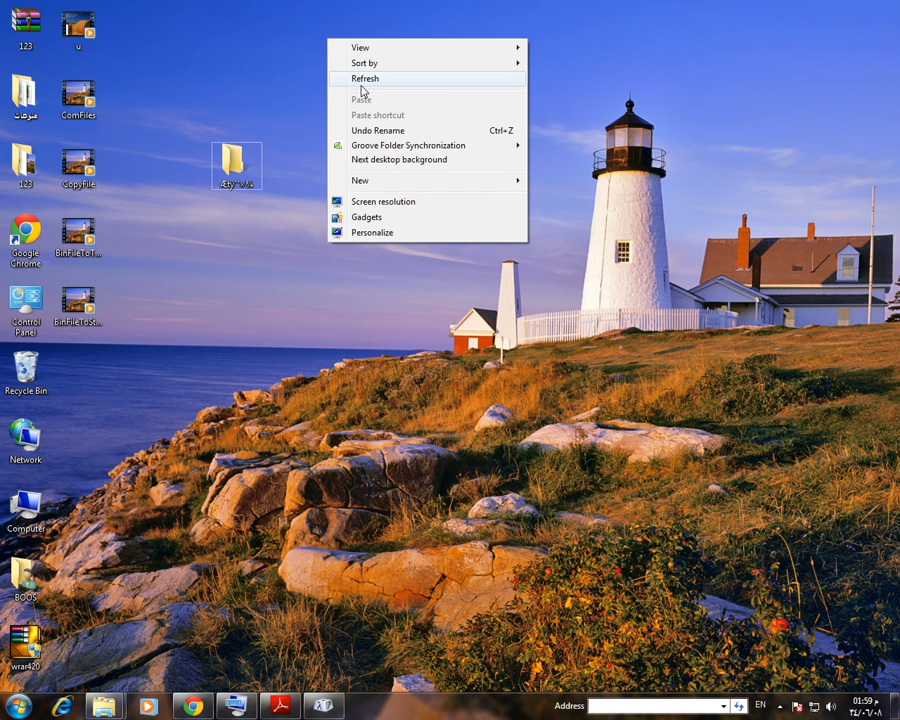 123
u
منوعات
ComFiles
123
CopyFile
Google
Chrome
BinFileToT...
Control
Panel
BinFileToSt...
Recycle Bin
Network
Computer
BOOS
wrar420
View
Sort by
Refresh
Paste
Paste shortcut
Undo Rename Ctrl+Z
Groove Folder Synchronization
Next desktop background
New
Screen resolution
Gadgets
Personalize
Address
EN
01:59 م